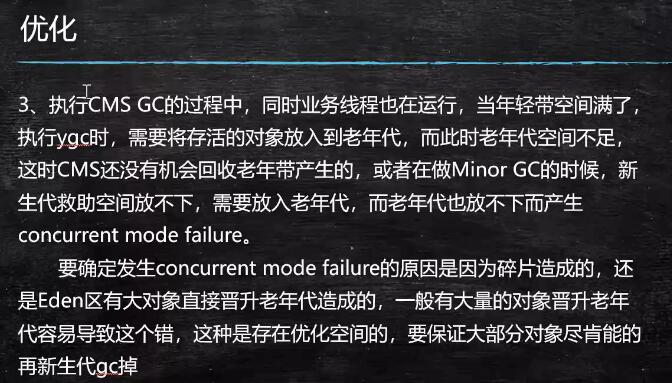 优化
3、执行CMS GC的过程中，同时业务线程也在运行，当年轻带空间满了，
执行ygc时，需要将存活的对象放入到老年代，而此时老年代空间不足，
这时CMS还没有机会回收老年带产生的，或者在做Minor GC的时候，新
生代救助空间放不下，需要放入老年代，而老年代也放不下而产生
concurrent mode failure。
要确定发生concurrent mode failure的原因是因为碎片造成的，还
是Eden区有大对象直接晋升老年代造成的，一般有大量的对象晋升老年
代容易导致这个错，这种是存在优化空间的，要保证大部分对象尽肯能的
再新生代gc掉